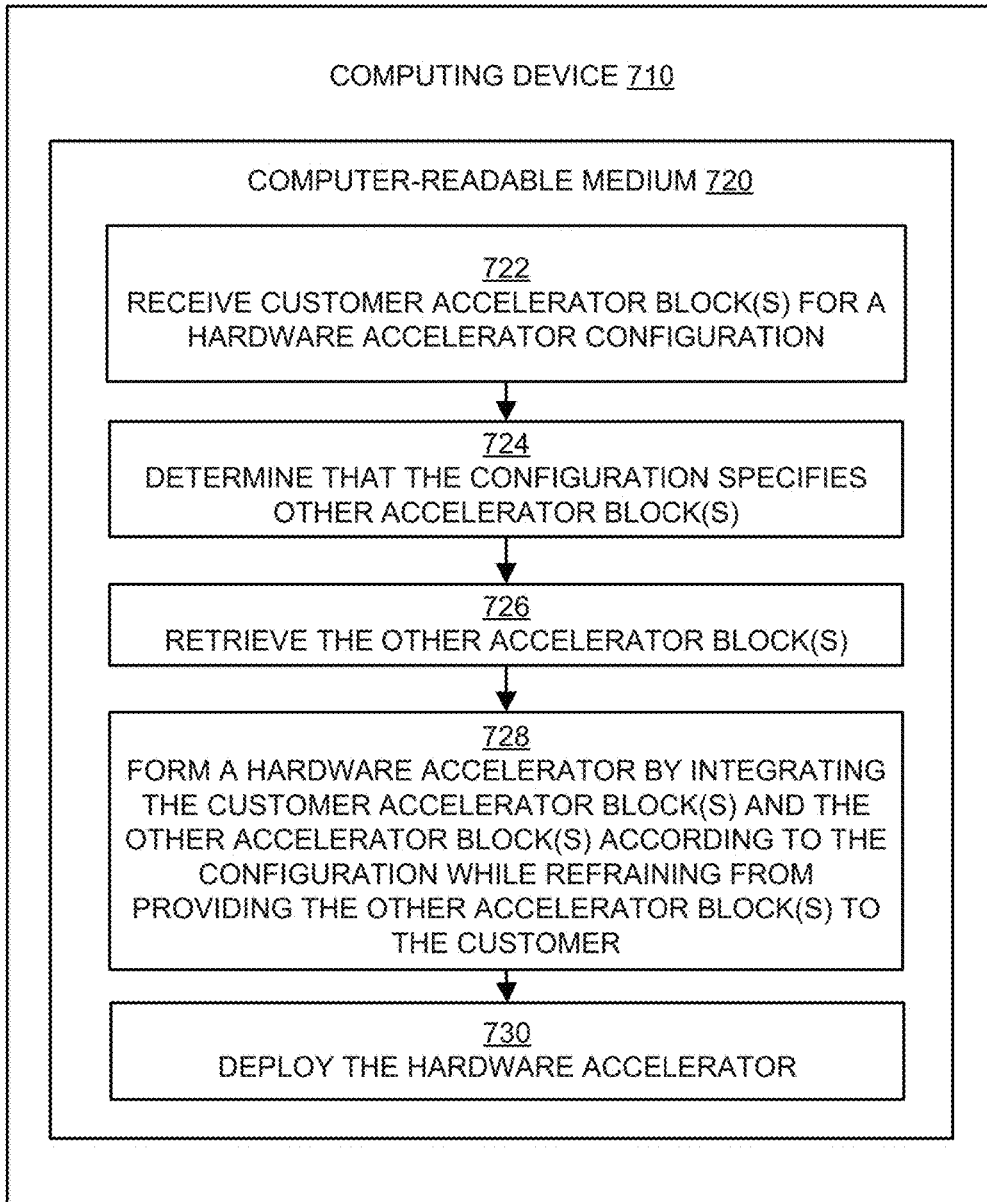 COMPUTING DEVICE 710
COMPUTER-READABLE MEDIUM 720
722
RECEIVE CUSTOMER ACCELERATOR BLOCK(S) FOR A
HARDWARE ACCELERATOR CONFIGURATION
724
DETERMINE THAT THE CONFIGURATION SPECIFIES
OTHER ACCELERATOR BLOCK(S)
726
RETRIEVE THE OTHER ACCELERATOR BLOCK(S)
728
FORM A HARDWARE ACCELERATOR BY INTEGRATING
THE CUSTOMER ACCELERATOR BLOCK(S) AND THE
OTHER ACCELERATOR BLOCK(S) ACCORDING TO THE
CONFIGURATION WHILE REFRAINING FROM
PROVIDING THE OTHER ACCELERATOR BLOCK(S) TO
THE CUSTOMER
730
DEPLOY THE HARDWARE ACCELERATOR